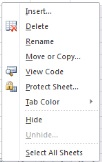 Insert...
Delete
Rename
Move or Copy...
View Code
Protect Sheet...
Tab Color
Hide
Unhide...
Select All Sheets